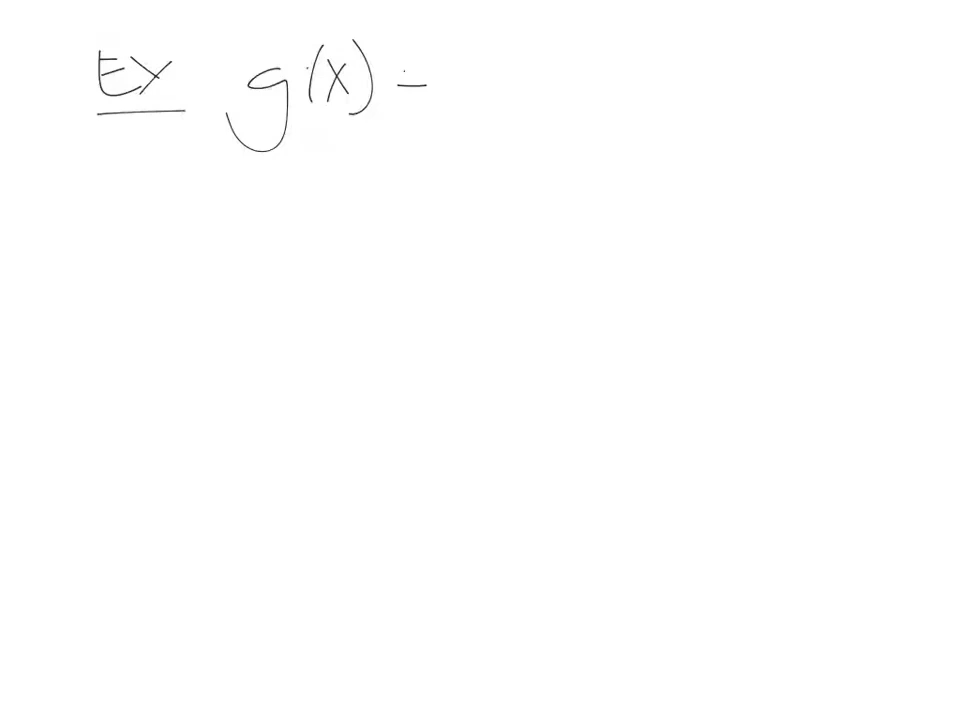 Ex g(x) =